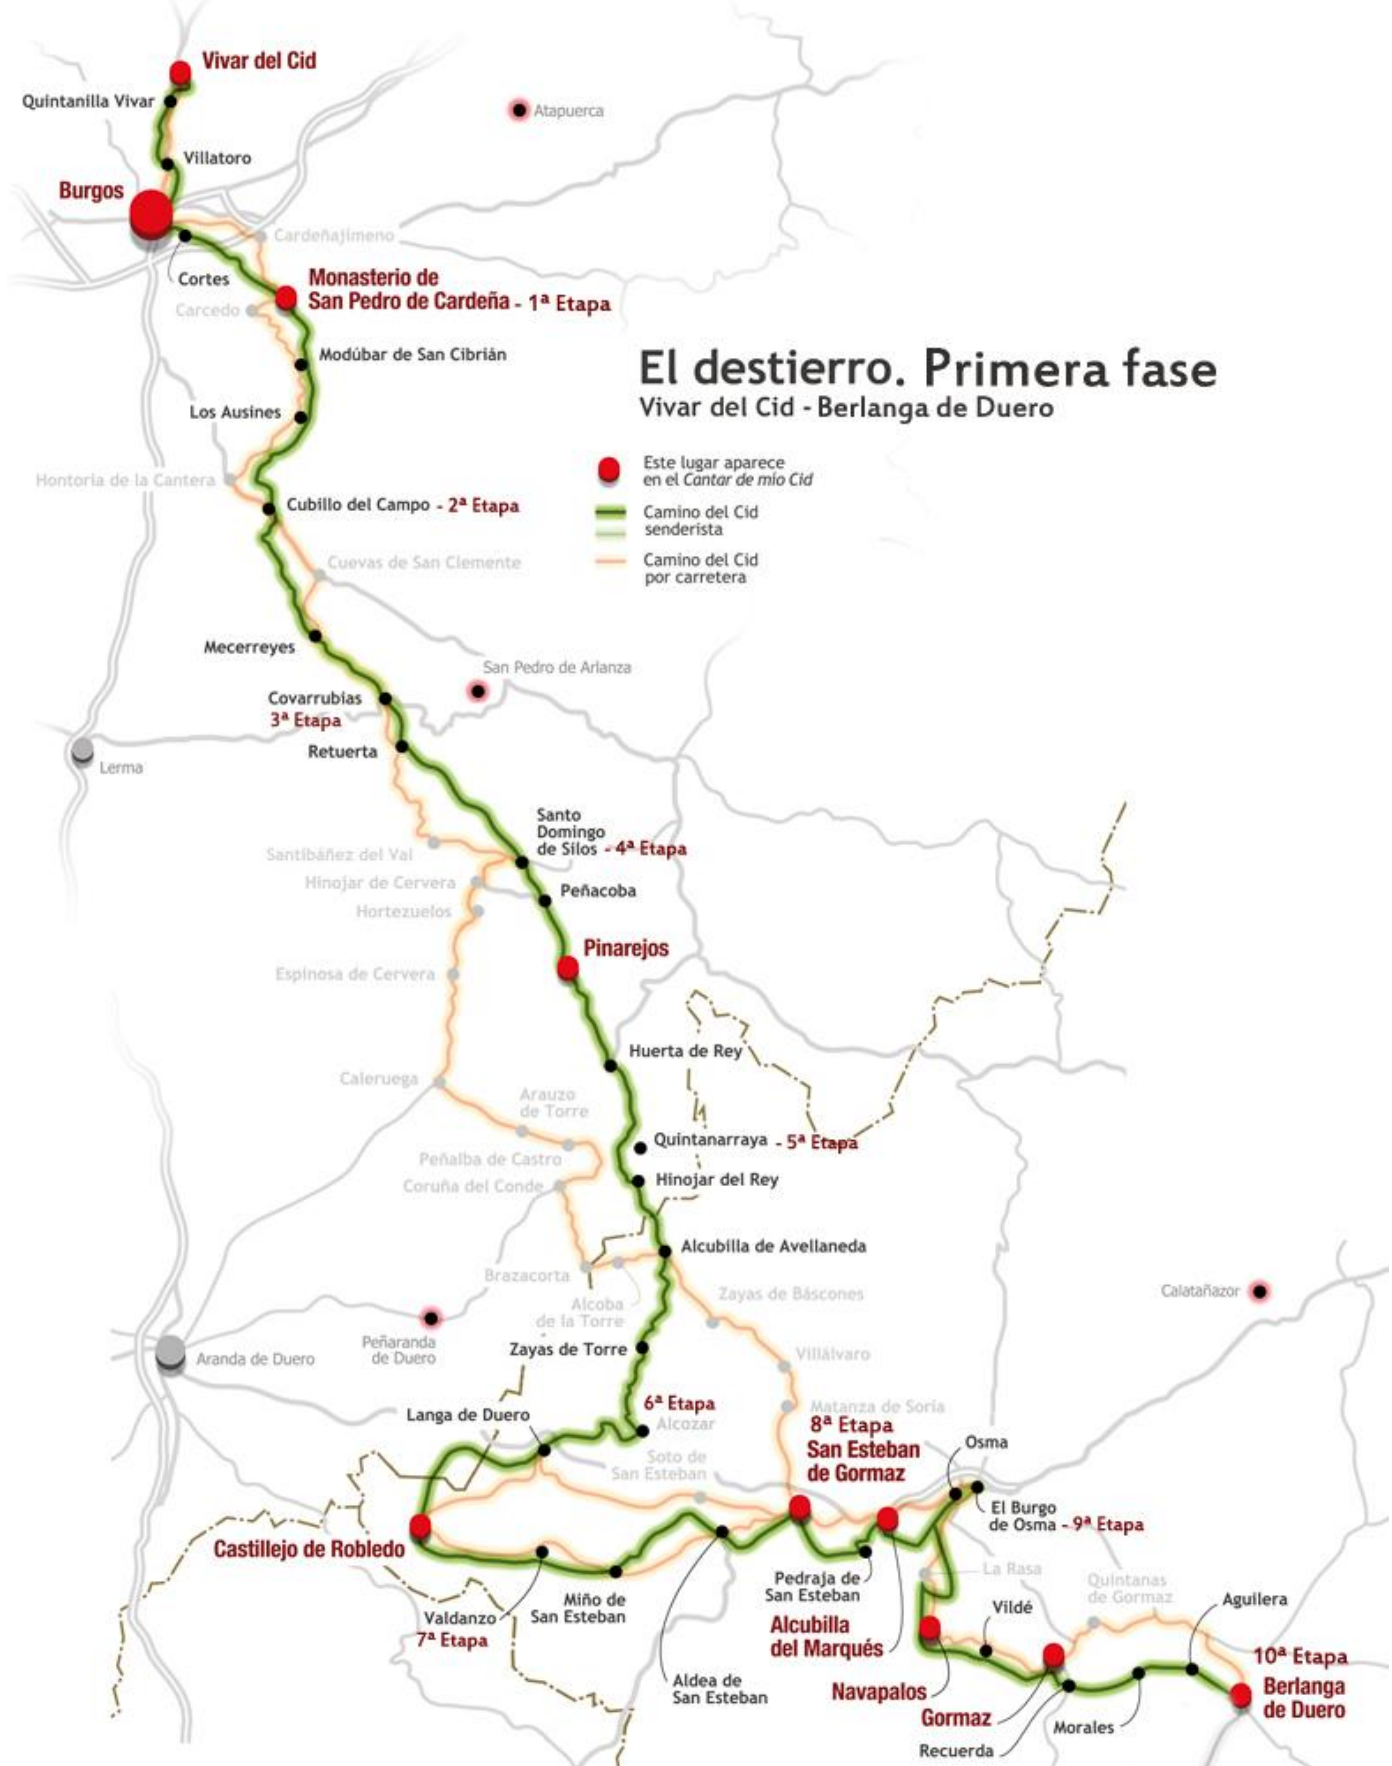 Vivar del Cid
Quintanilla Vivar
Atapuerca
Villatoro
Burgos
Cardeñajimeno
Cortes
Monasterio de
San Pedro de Cardeña - 1ª Etapa
Carcedo
Modúbar de San Cibrián
El destierro. Primera fase
Vivar del Cid - Berlanga de Duero
Los Ausines
Este lugar aparece
en el Cantar de mio Cid
Hontoria de la Cantera
Cubillo del Campo - 2ª Etapa
Camino del Cid
senderista
Cuevas de San Clemente
Camino del Cid
por carretera
Mecerreyes
San Pedro de Arlanza
Covarrubias
3ª Etapa
Retuerta
Lerma
Santo
Domingo
de Silos - 4ª Etapa
Santibáñez del Val
Hinojar de Cervera
Peñacoba
Hortezuelos
Pinarejos
Espinosa de Cervera
Huerta de Rey
Caleruega
Arauzo
de Torre
Quintanarraya - 5ª Etapa
Peñalba de Castro
Hinojar del Rey
Coruña del Conde
Alcubilla de Avellaneda
Brazacorta
Zayas de Báscones
Calatañazor
Alcoba
de la Torre
Peñaranda
de Duero
Aranda de Duero
Zayas de Torre
Villálvaro
6ª Etapa
Langa de Duero
Alcozar
Matanza de Soria
8ª Etapa
San Esteban
de Gormaz
Soto de
San Esteban
Osma
El Burgo
de Osma - 9ª Etapa
Castillejo de Robledo
La Rasa
Pedraja de
San Esteban
Quintanas
de Gormaz
Miño de
San Esteban
Valdanzo
7ª Etapa
Vildé
Aguilera
Alcubilla
del Marqués
10ª Etapa
Berlanga
de Duero
Aldea de
San Esteban
Navapalos
Gormaz
Morales
Recuerda